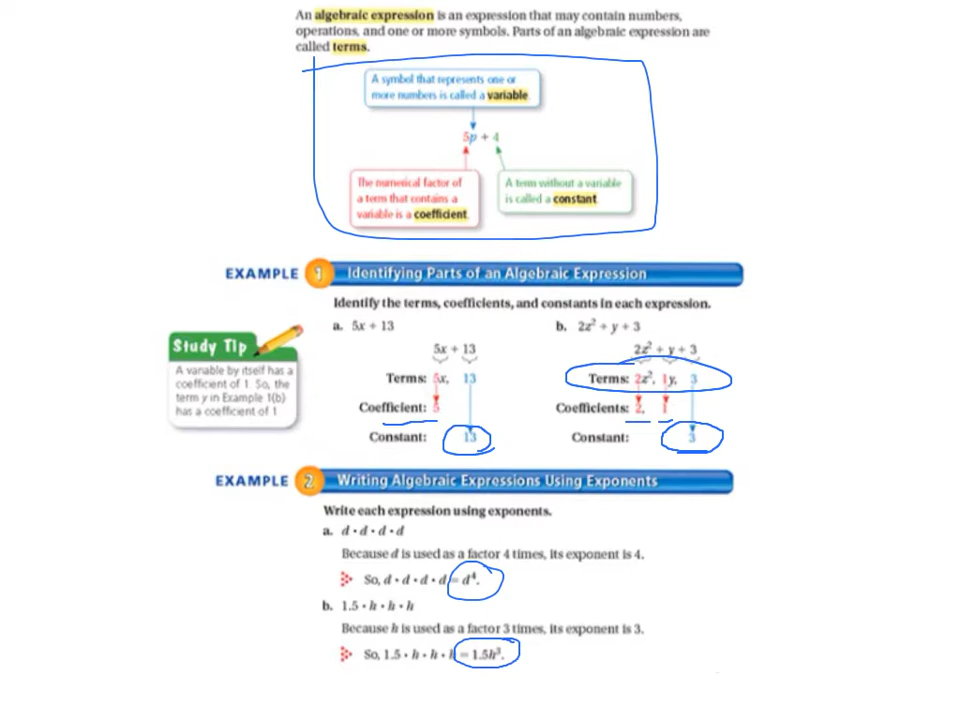 An algebraic expression is an expression that may contain numbers,
operations, and one or more symbols. Parts of an algebraic expression are
called terms.
A symbol that represents one or
more numbers is called a variable.
5p + 4
The numerical factor of
a term that contains a
variable is a coefficient.
A term without a variable
is called a constant.
EXAMPLE 1 Identifying Parts of an Algebraic Expression
Identify the terms, coefficients, and constants in each expression.
a. 5x + 13
b. 2z² + y + 3
5x + 13
2z² + y + 3
Terms: 5x, 13
Terms: 2z², 1y, 3
Coefficient: 5
Coefficients: 2, 1
Constant: 13
Constant: 3
Study Tip
A variable by itself has a
coefficient of 1. So, the
term y in Example 1(b)
has a coefficient of 1
EXAMPLE 2 Writing Algebraic Expressions Using Exponents
Write each expression using exponents.
a. d • d • d • d
Because d is used as a factor 4 times, its exponent is 4.
So, d • d • d • d = d⁴.
b. 1.5 • h • h • h
Because h is used as a factor 3 times, its exponent is 3.
So, 1.5 • h • h • h = 1.5h³.